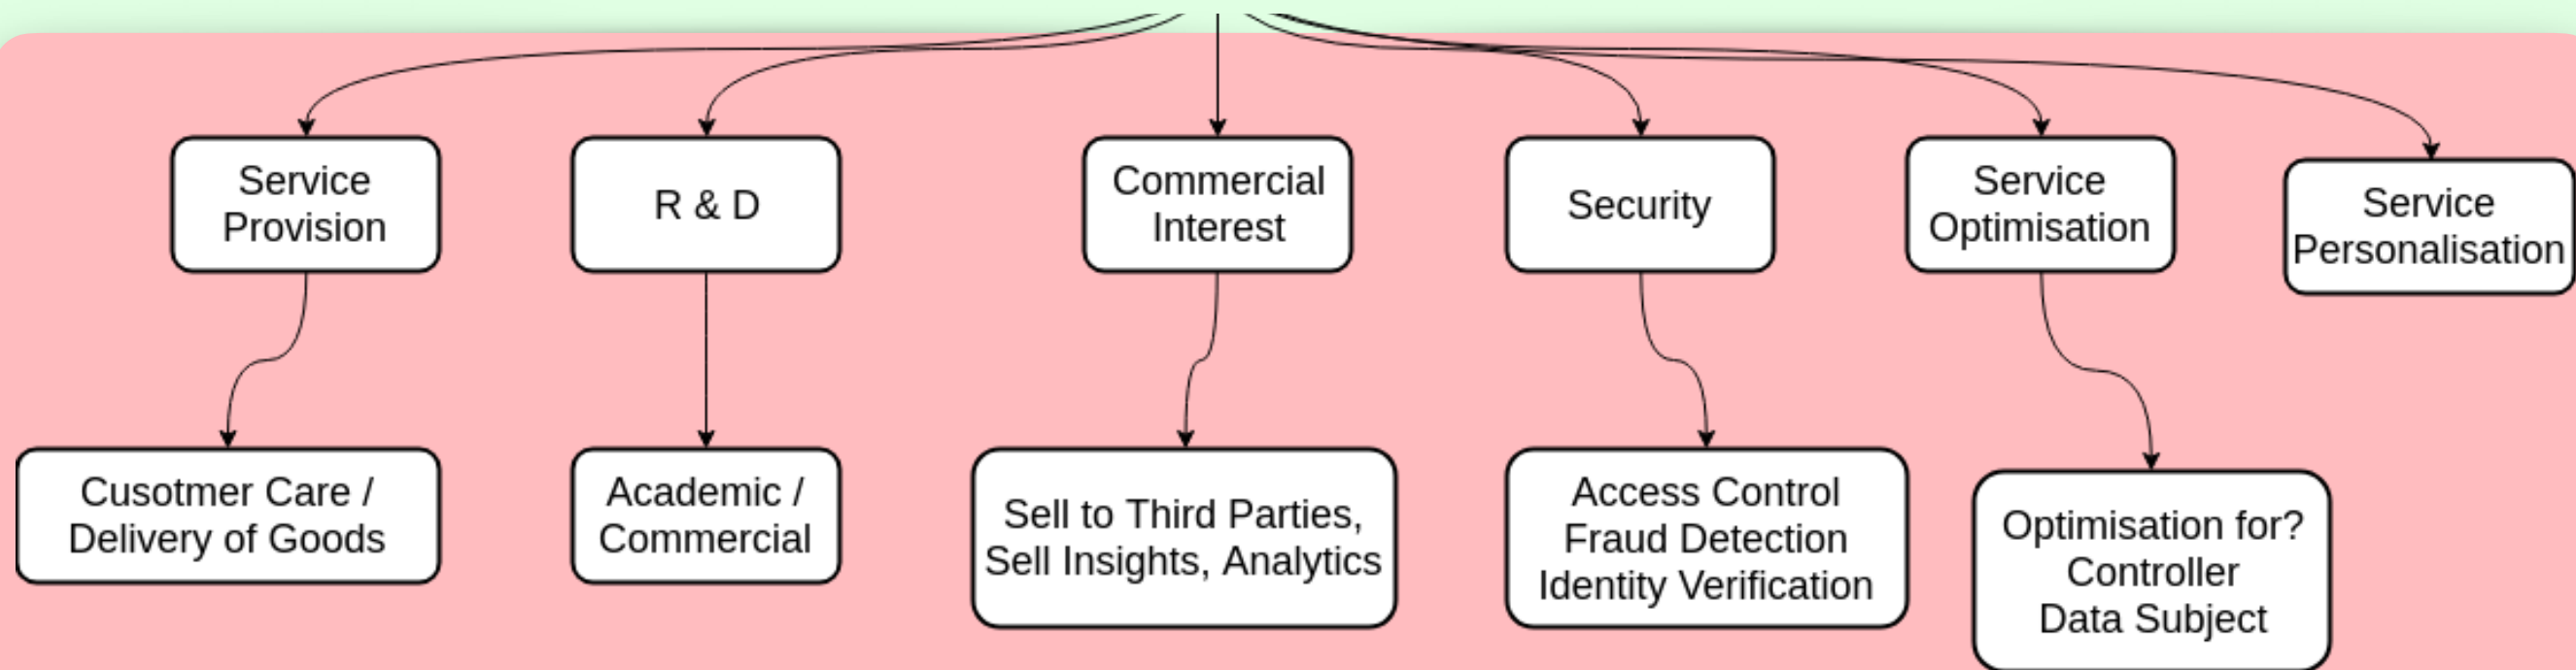 Service
Provision
R & D
Commercial
Interest
Security
Service
Optimisation
Service
Personalisation
Cusotmer Care /
Delivery of Goods
Academic /
Commercial
Sell to Third Parties,
Sell Insights, Analytics
Access Control
Fraud Detection
Identity Verification
Optimisation for?
Controller
Data Subject